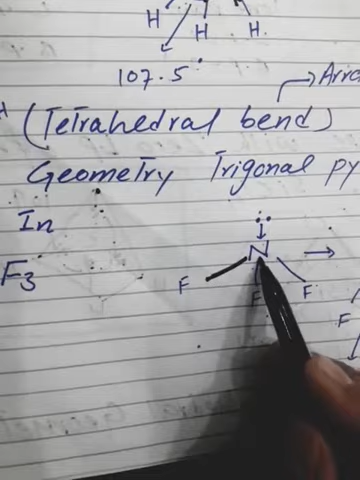 H H H.
107.5°
→Arro
H (Tetrahedral bend)
Geometry Trigonal py
In
N →
F3
F F F
F